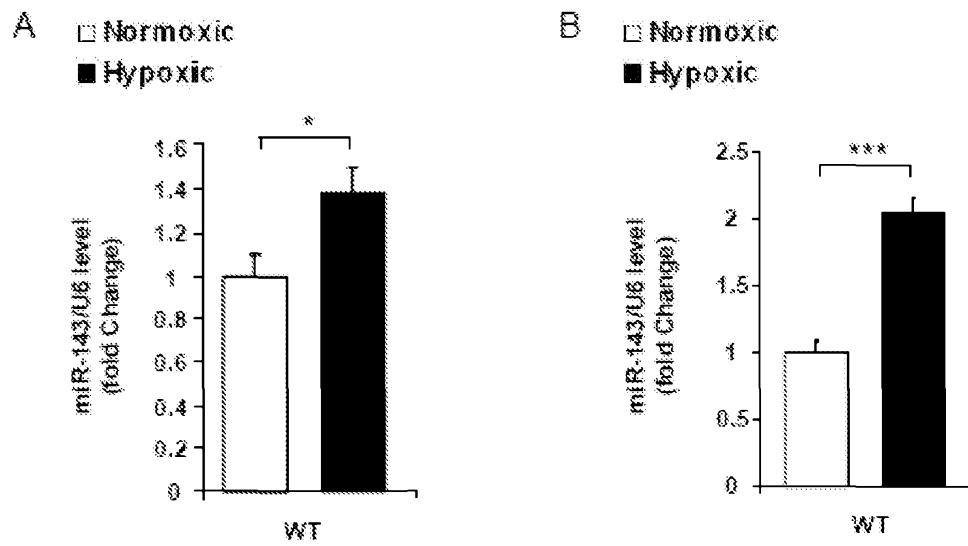 A
Normoxic
Hypoxic
*
1.6
1.4
1.2
1
0.8
0.6
0.4
0.2
0
miR-143/U6 level
(fold Change)
WT
B
Normoxic
Hypoxic
***
2.5
2
1.5
1
0.5
0
miR-143/U6 level
(fold Change)
WT